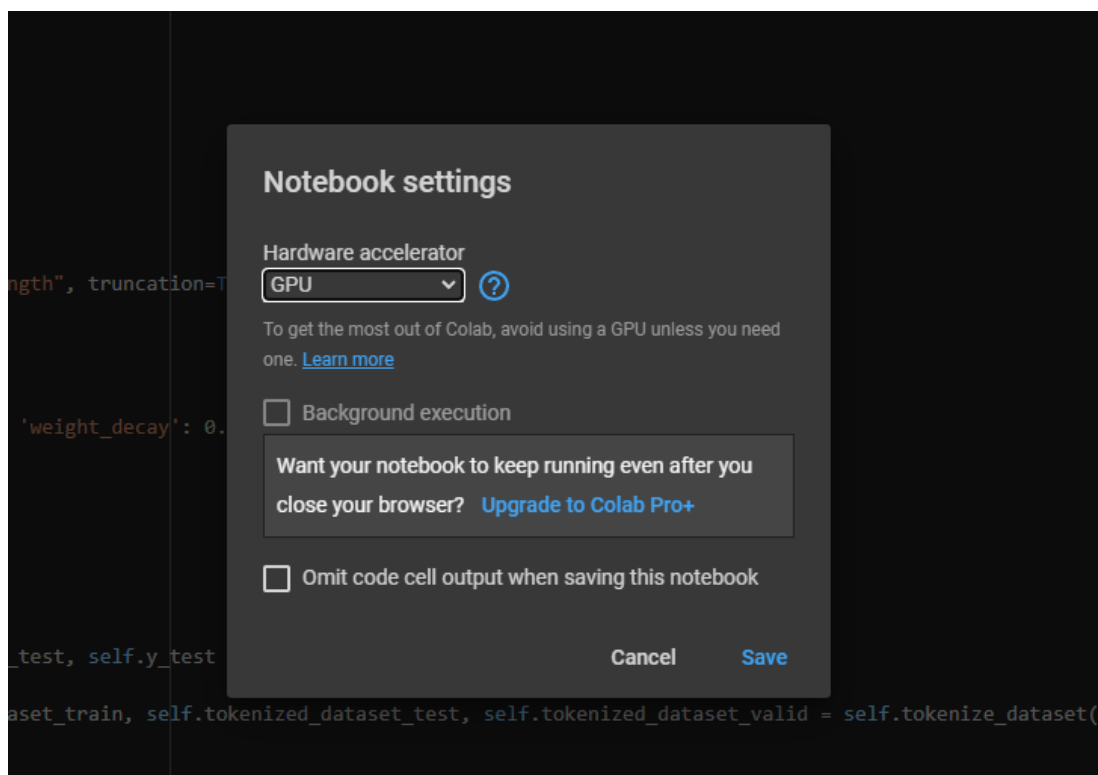 Notebook settings
Hardware accelerator
ngth", truncation=T
GPU
?
To get the most out of Colab, avoid using a GPU unless you need
one. Learn more
Background execution
'weight_decay': 0.
Want your notebook to keep running even after you
close your browser? Upgrade to Colab Pro+
Omit code cell output when saving this notebook
_test, self.y_test
Cancel Save
aset_train, self.tokenized_dataset_test, self.tokenized_dataset_valid = self.tokenize_dataset(